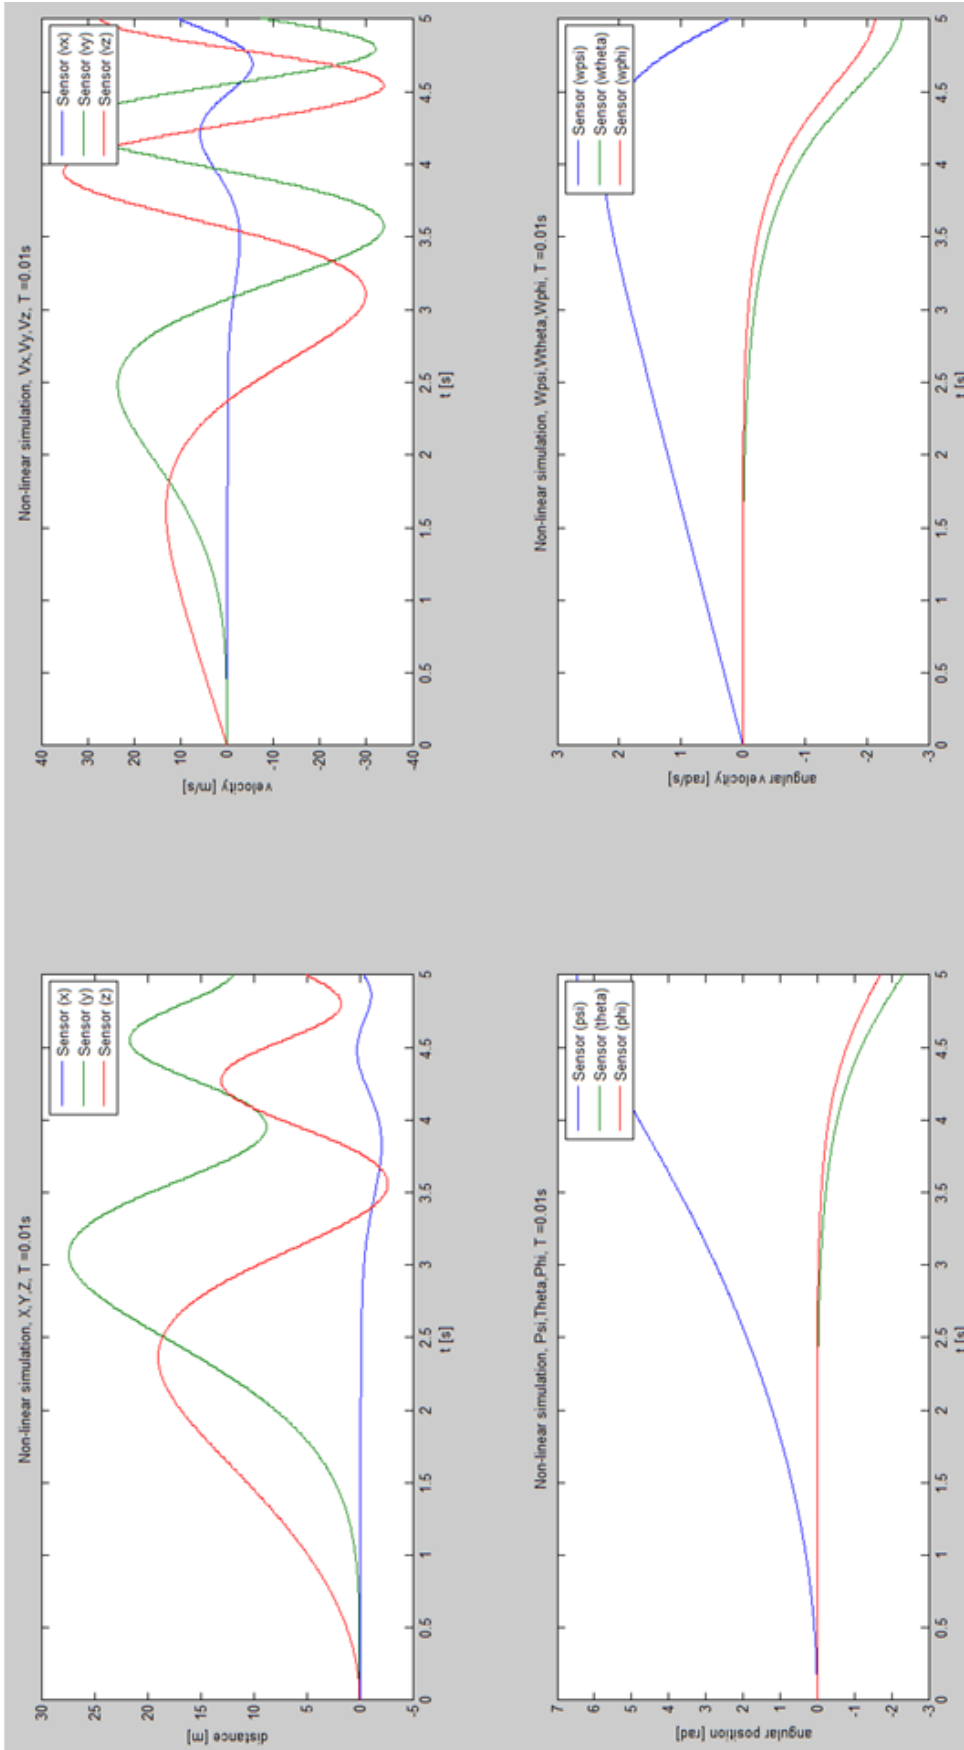 Non-linear simulation, X,Y,Z, T =0.01s
30
25
20
15
10
5
0
-5
distance [m]
0 0.5 1 1.5 2 2.5 3 3.5 4 4.5 5
t [s]
Sensor (x)
Sensor (y)
Sensor (z)
Non-linear simulation, Vx,Vy,Vz, T =0.01s
40
30
20
10
0
-10
-20
-30
-40
velocity [m/s]
0 0.5 1 1.5 2 2.5 3 3.5 4 4.5 5
t [s]
Sensor (vx)
Sensor (vy)
Sensor (vz)
Non-linear simulation, Psi,Theta,Phi, T =0.01s
7
6
5
4
3
2
1
0
-1
-2
-3
angular position [rad]
0 0.5 1 1.5 2 2.5 3 3.5 4 4.5 5
t [s]
Sensor (psi)
Sensor (theta)
Sensor (phi)
Non-linear simulation, Wpsi,Wtheta,Wphi, T =0.01s
3
2
1
0
-1
-2
-3
angular velocity [rad/s]
0 0.5 1 1.5 2 2.5 3 3.5 4 4.5 5
t [s]
Sensor (wpsi)
Sensor (wtheta)
Sensor (wphi)